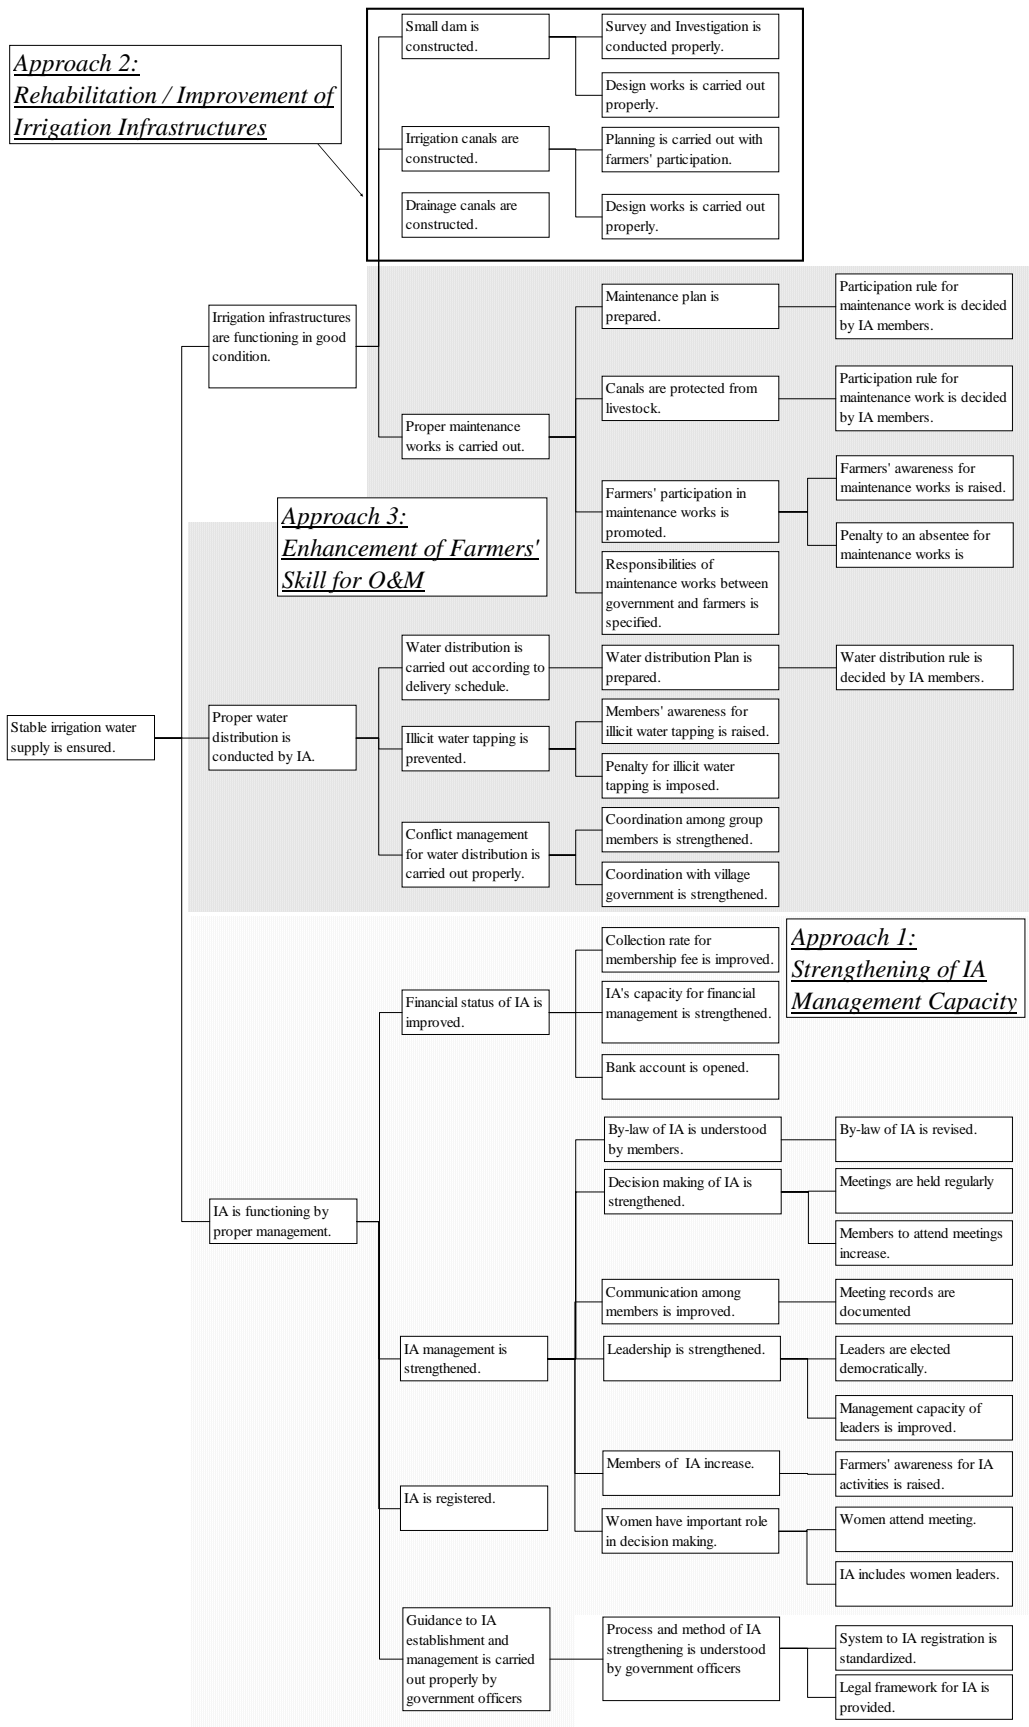 Small dam is
constructed.
Survey and Investigation is
conducted properly.
Approach 2:
Rehabilitation / Improvement of
Irrigation Infrastructures
Design works is carried out
properly.
Irrigation canals are
constructed.
Planning is carried out with
farmers' participation.
Drainage canals are
constructed.
Design works is carried out
properly.
Irrigation infrastructures
are functioning in good
condition.
Maintenance plan is
prepared.
Participation rule for
maintenance work is decided
by IA members.
Canals are protected from
livestock.
Participation rule for
maintenance work is decided
by IA members.
Proper maintenance
works is carried out.
Farmers' participation in
maintenance works is
promoted.
Farmers' awareness for
maintenance works is raised.
Penalty to an absentee for
maintenance works is
Approach 3:
Enhancement of Farmers'
Skill for O&M
Responsibilities of
maintenance works between
government and farmers is
specified.
Water distribution is
carried out according to
delivery schedule.
Water distribution Plan is
prepared.
Water distribution rule is
decided by IA members.
Stable irrigation water
supply is ensured.
Proper water
distribution is
conducted by IA.
Illicit water tapping is
prevented.
Members' awareness for
illicit water tapping is raised.
Penalty for illicit water
tapping is imposed.
Conflict management
for water distribution is
carried out properly.
Coordination among group
members is strengthened.
Coordination with village
government is strengthened.
Approach 1:
Strengthening of IA
Management Capacity
Financial status of IA is
improved.
Collection rate for
membership fee is improved.
IA's capacity for financial
management is strengthened.
Bank account is opened.
IA is functioning by
proper management.
By-law of IA is understood
by members.
By-law of IA is revised.
Decision making of IA is
strengthened.
Meetings are held regularly
Members to attend meetings
increase.
Communication among
members is improved.
Meeting records are
documented
IA management is
strengthened.
Leadership is strengthened.
Leaders are elected
democratically.
Management capacity of
leaders is improved.
Members of  IA increase.
Farmers' awareness for IA
activities is raised.
IA is registered.
Women have important role
in decision making.
Women attend meeting.
IA includes women leaders.
Guidance to IA
establishment and
management is carried
out properly by
government officers
Process and method of IA
strengthening is understood
by government officers
System to IA registration is
standardized.
Legal framework for IA is
provided.